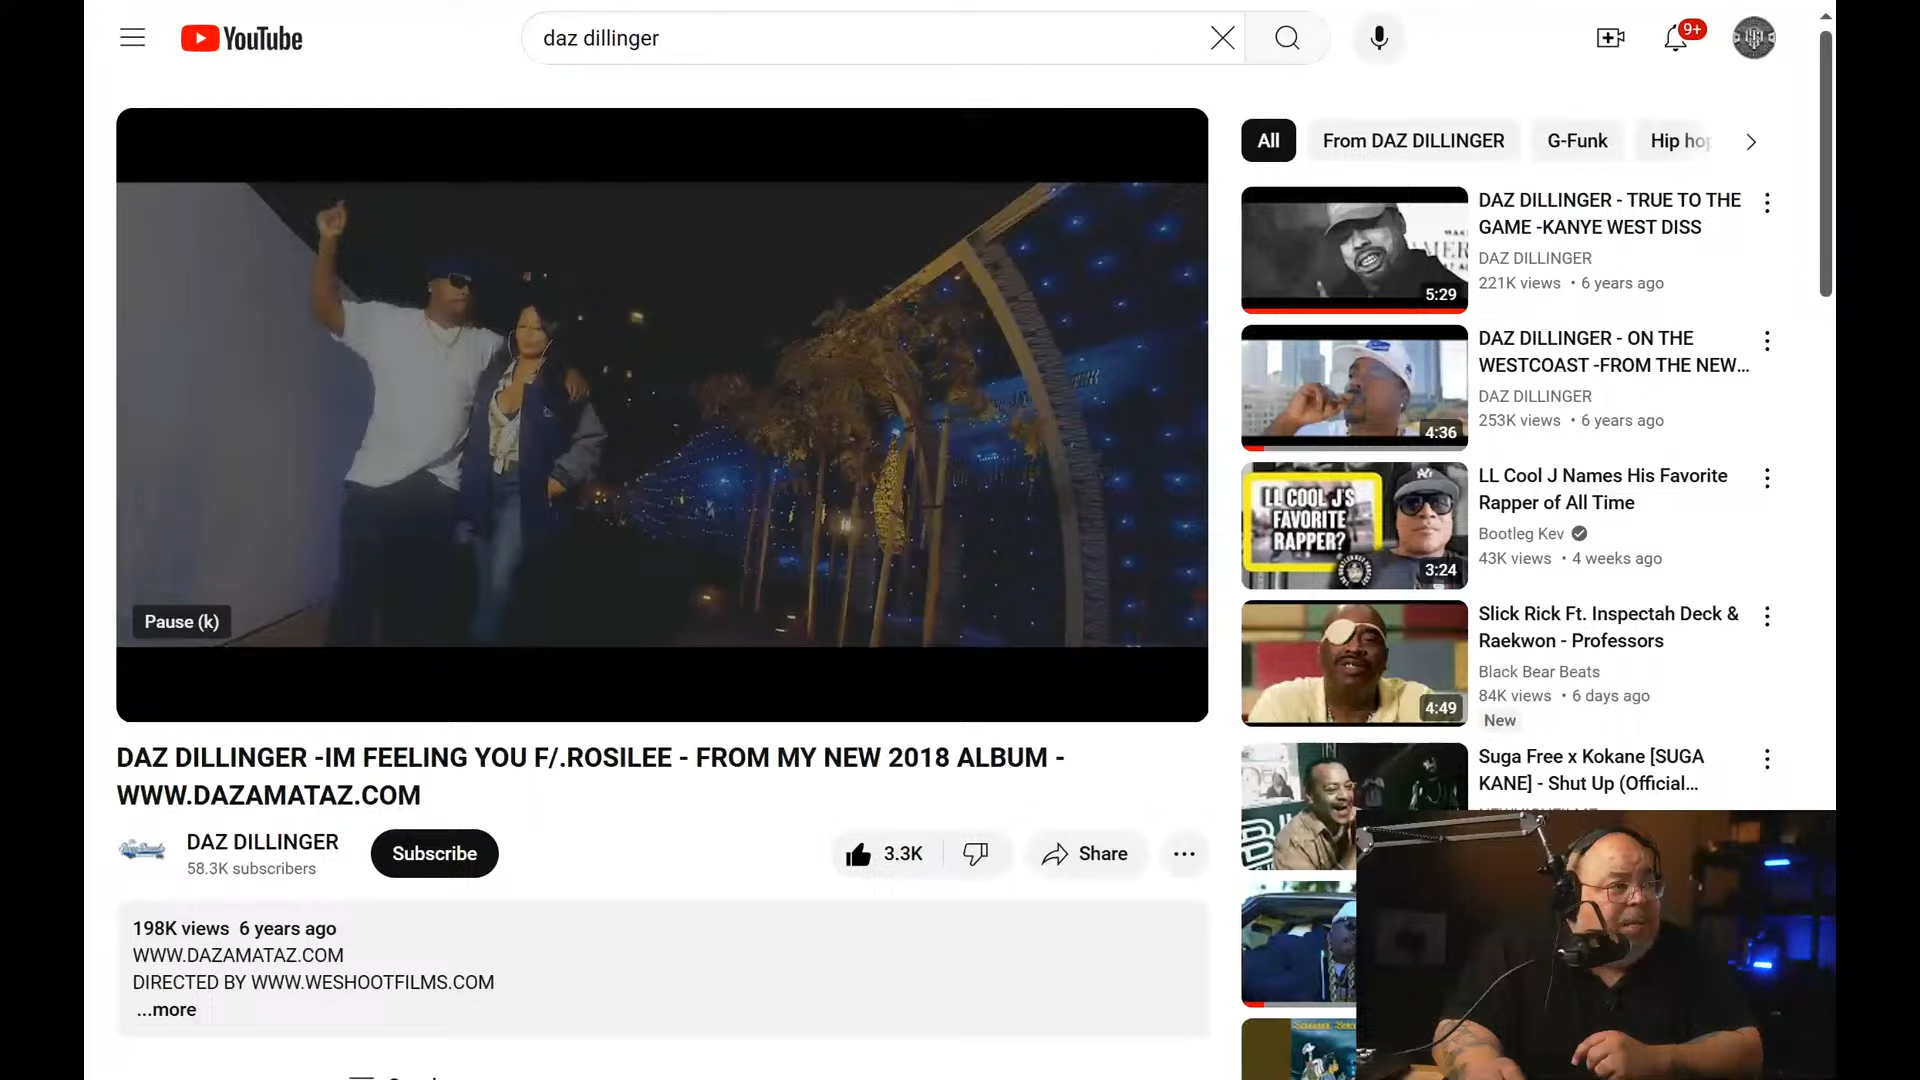 YouTube
daz dillinger
9+
Pause (k)
DAZ DILLINGER -IM FEELING YOU F/.ROSILEE - FROM MY NEW 2018 ALBUM -
WWW.DAZAMATAZ.COM
DAZ DILLINGER
58.3K subscribers
Subscribe
3.3K
Share
198K views 6 years ago
WWW.DAZAMATAZ.COM
DIRECTED BY WWW.WESHOOTFILMS.COM
...more
All
From DAZ DILLINGER
G-Funk
Hip hop
5:29
DAZ DILLINGER - TRUE TO THE
GAME -KANYE WEST DISS
DAZ DILLINGER
221K views • 6 years ago
4:36
DAZ DILLINGER - ON THE
WESTCOAST -FROM THE NEW...
DAZ DILLINGER
253K views • 6 years ago
LL COOL J'S
FAVORITE
RAPPER?
3:24
LL Cool J Names His Favorite
Rapper of All Time
Bootleg Kev
43K views • 4 weeks ago
4:49
Slick Rick Ft. Inspectah Deck &
Raekwon - Professors
Black Bear Beats
84K views • 6 days ago
New
Suga Free x Kokane [SUGA
KANE] - Shut Up (Official...